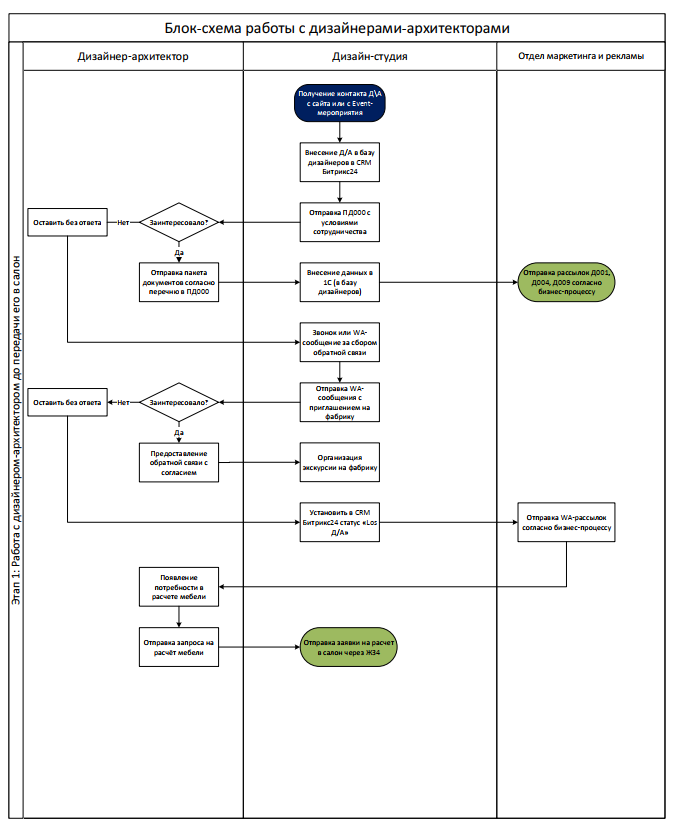 Блок-схема работы с дизайнерами-архитекторами
Этап 1: Работа с дизайнером-архитектором до передачи его в салон
Дизайнер-архитектор
Дизайн-студия
Отдел маркетинга и рекламы
Получение контакта Д\А
с сайта или с Event-
мероприятия
Внесение Д/А в базу
дизайнеров в CRM
Битрикс24
Оставить без ответа
Нет
Заинтересовало?
Отправка ПД000 с
условиями
сотрудничества
Да
Отправка пакета
документов согласно
перечню в ПД000
Внесение данных в
1С (в базу
дизайнеров)
Отправка рассылок Д001,
Д004, Д009 согласно
бизнес-процессу
Звонок или WA-
сообщение за сбором
обратной связи
Оставить без ответа
Нет
Заинтересовало?
Отправка WA-
сообщения с
приглашением на
фабрику
Да
Предоставление
обратной связи с
согласием
Организация
экскурсии на фабрику
Установить в CRM
Битрикс24 статус «Los
Д/А»
Отправка WA-рассылок
согласно бизнес-процессу
Появление
потребности в
расчете мебели
Отправка запроса на
расчёт мебели
Отправка заявки на расчет
в салон через Ж34